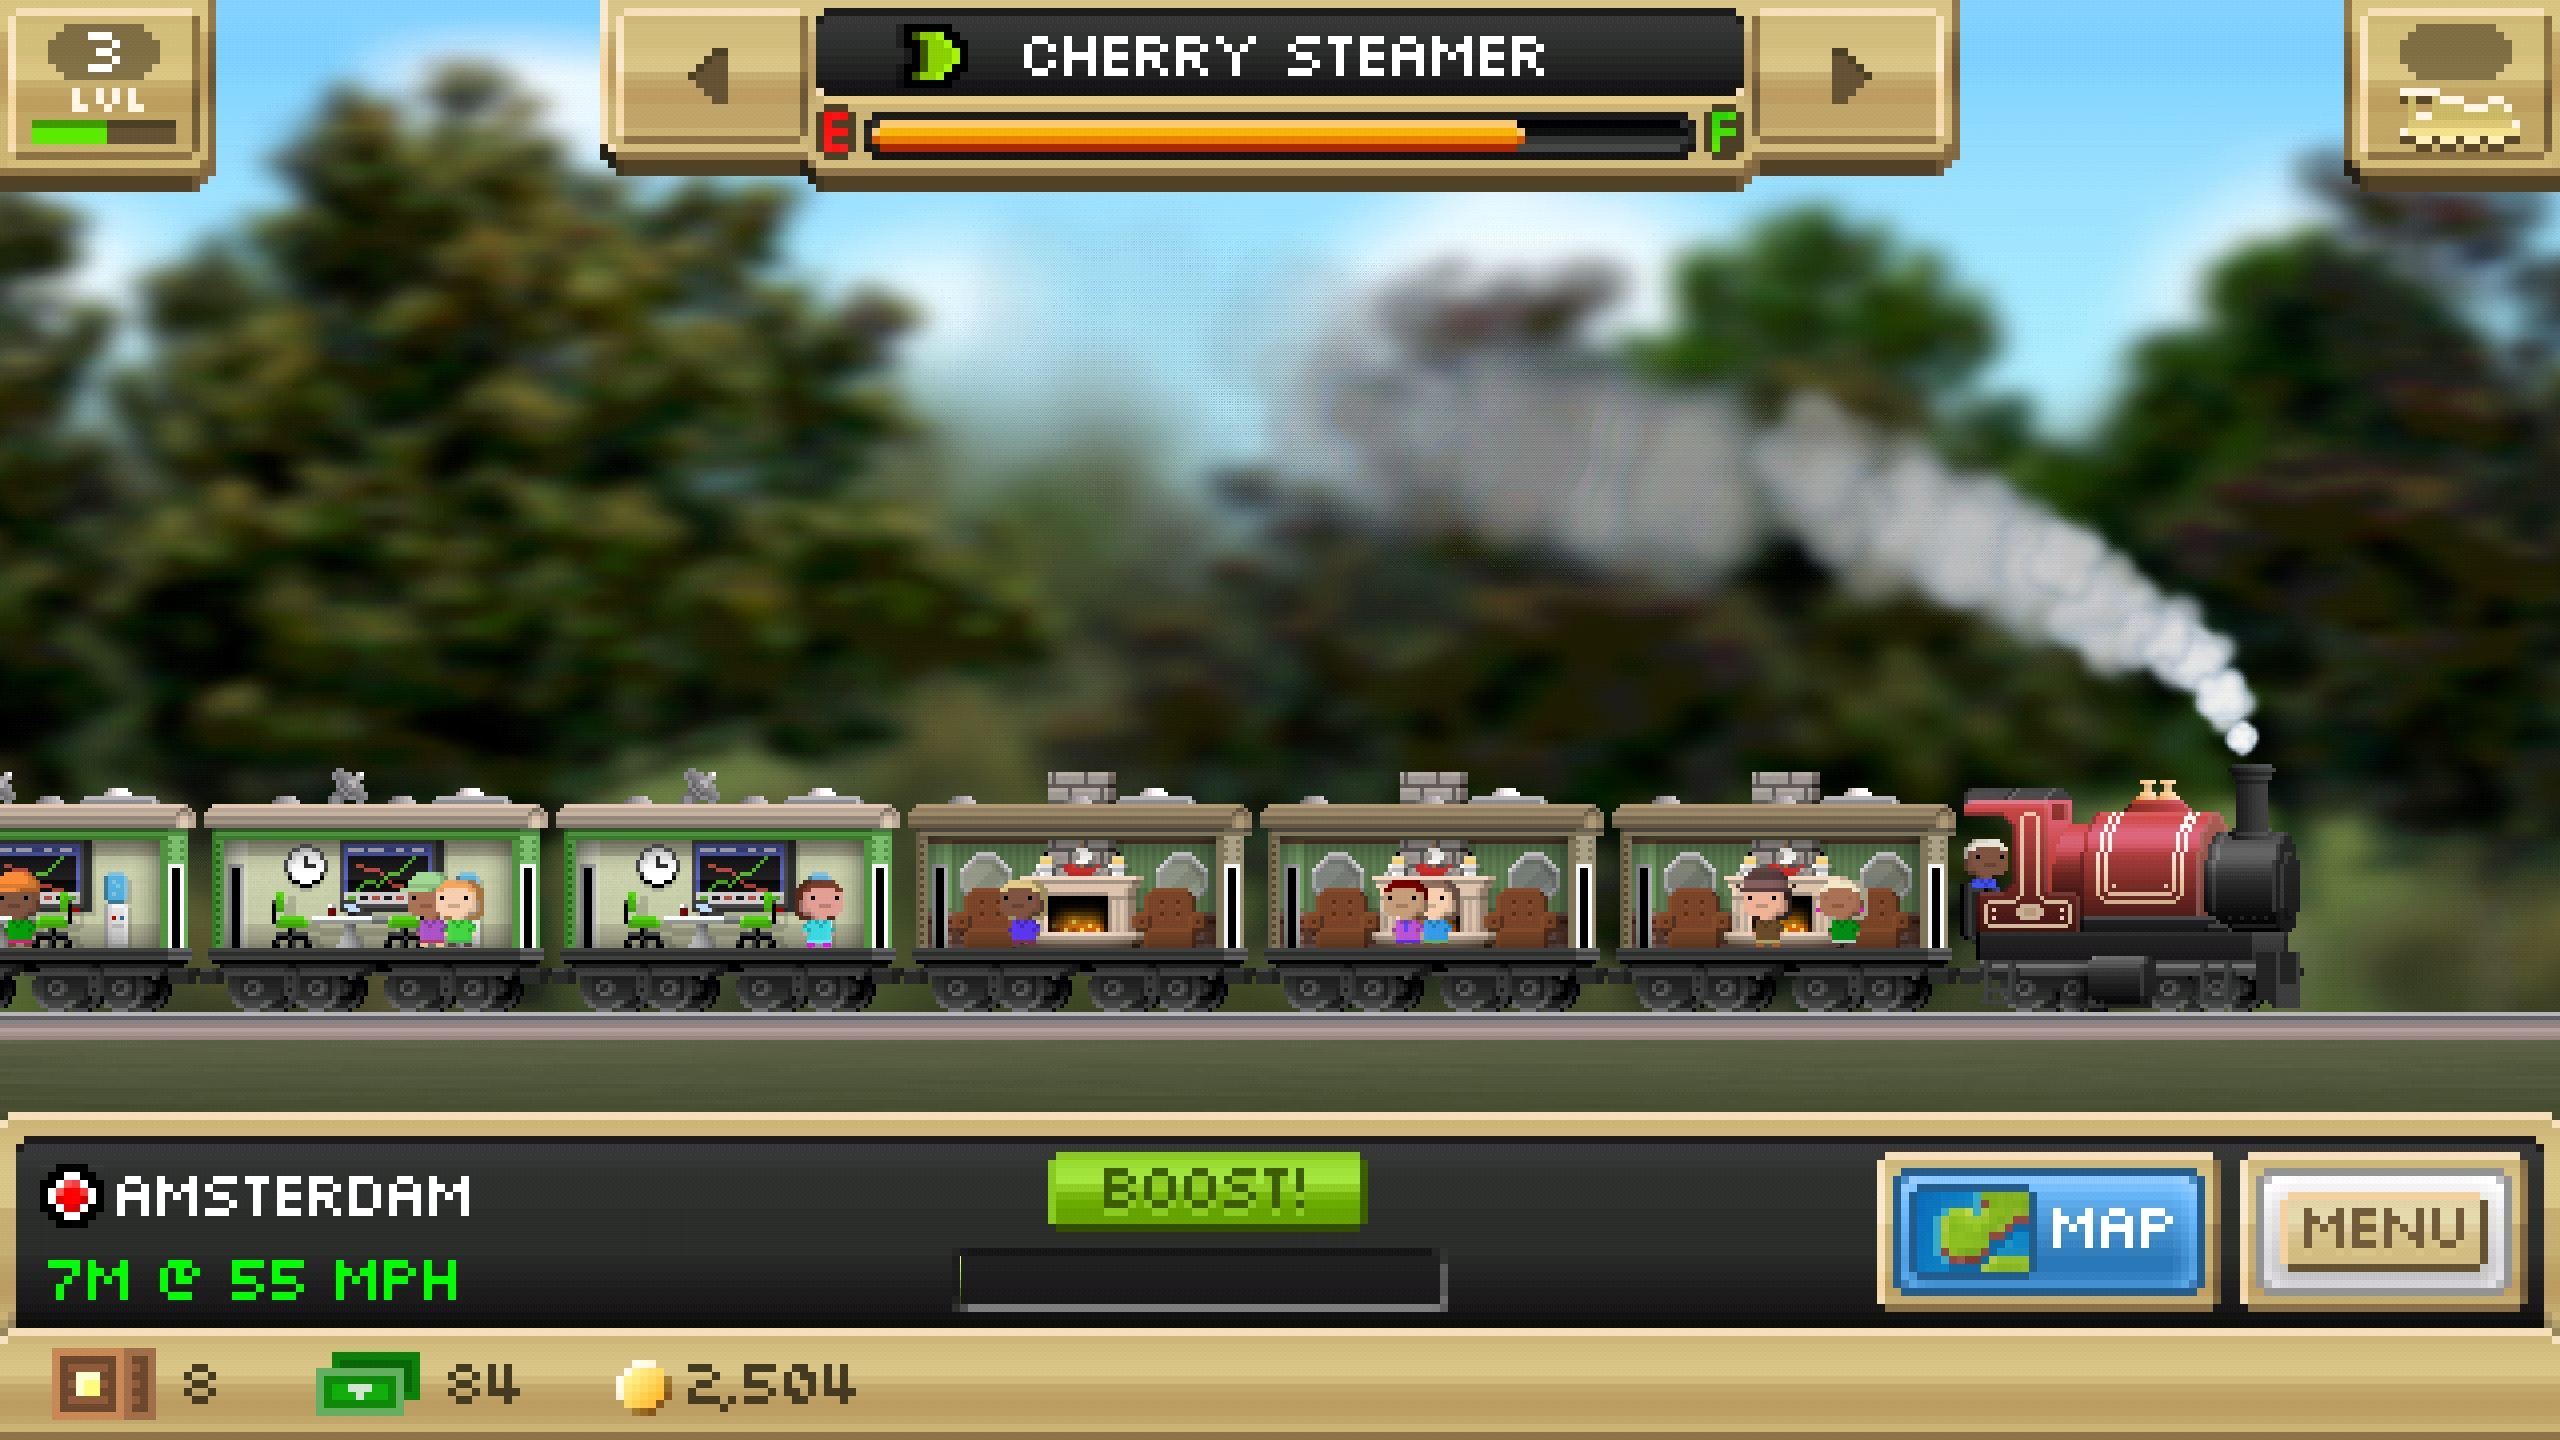 3
LVL
CHERRY STEAMER
E F
AMSTERDAM
7M @ 55 MPH
BOOST!
MAP
MENU
8 84 2,504